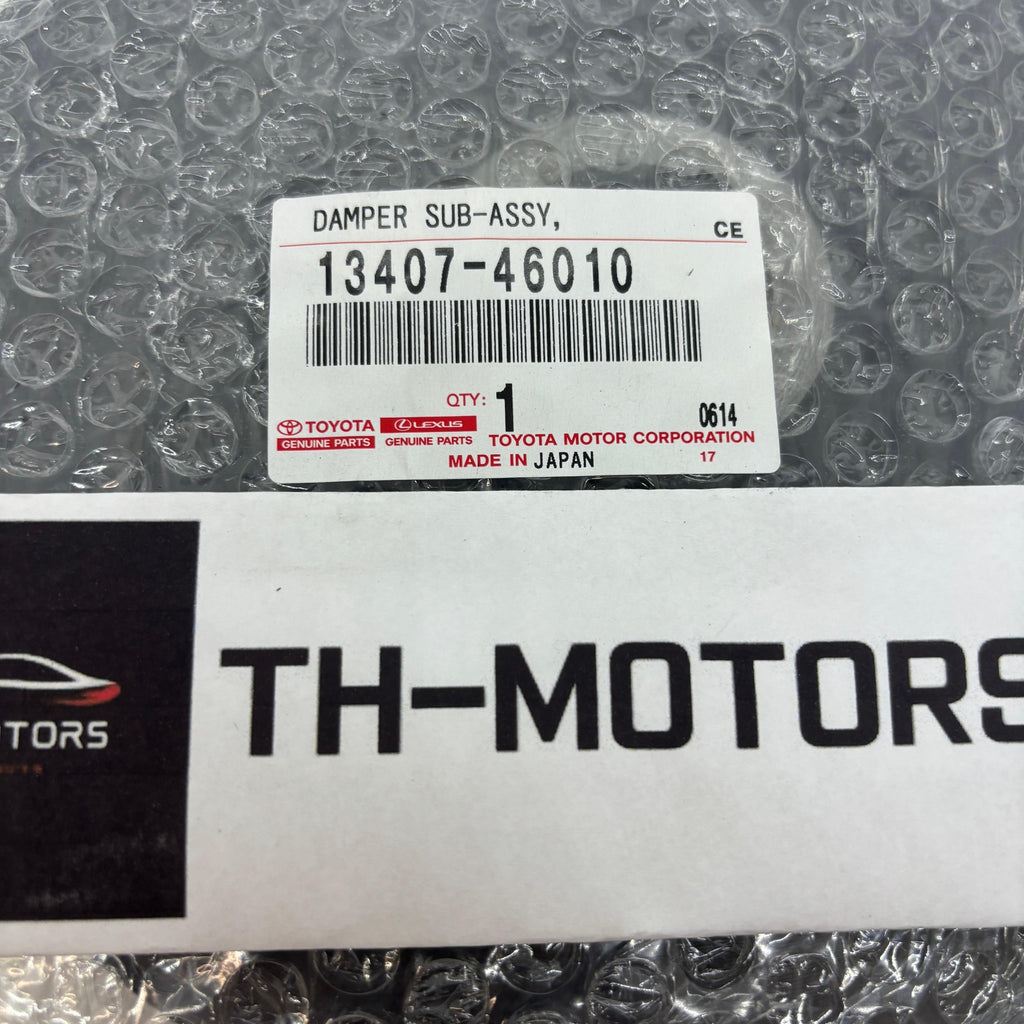 DAMPER SUB-ASSY,
CE
13407-46010
QTY: 1
0614
TOYOTA
LEXUS
GENUINE PARTS
GENUINE PARTS
TOYOTA MOTOR CORPORATION
MADE IN JAPAN
17
TH-MOTORS
OTORS